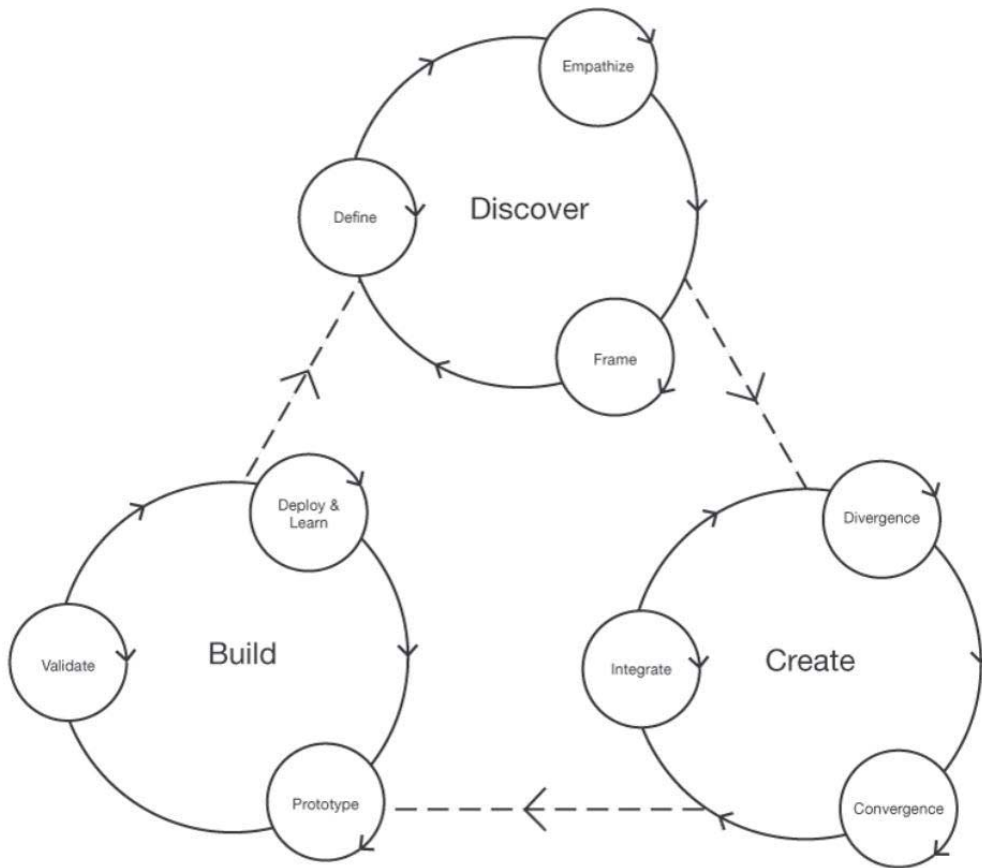 Empathize
Define
Discover
Frame
Deploy &
Learn
Validate
Build
Prototype
Divergence
Integrate
Create
Convergence